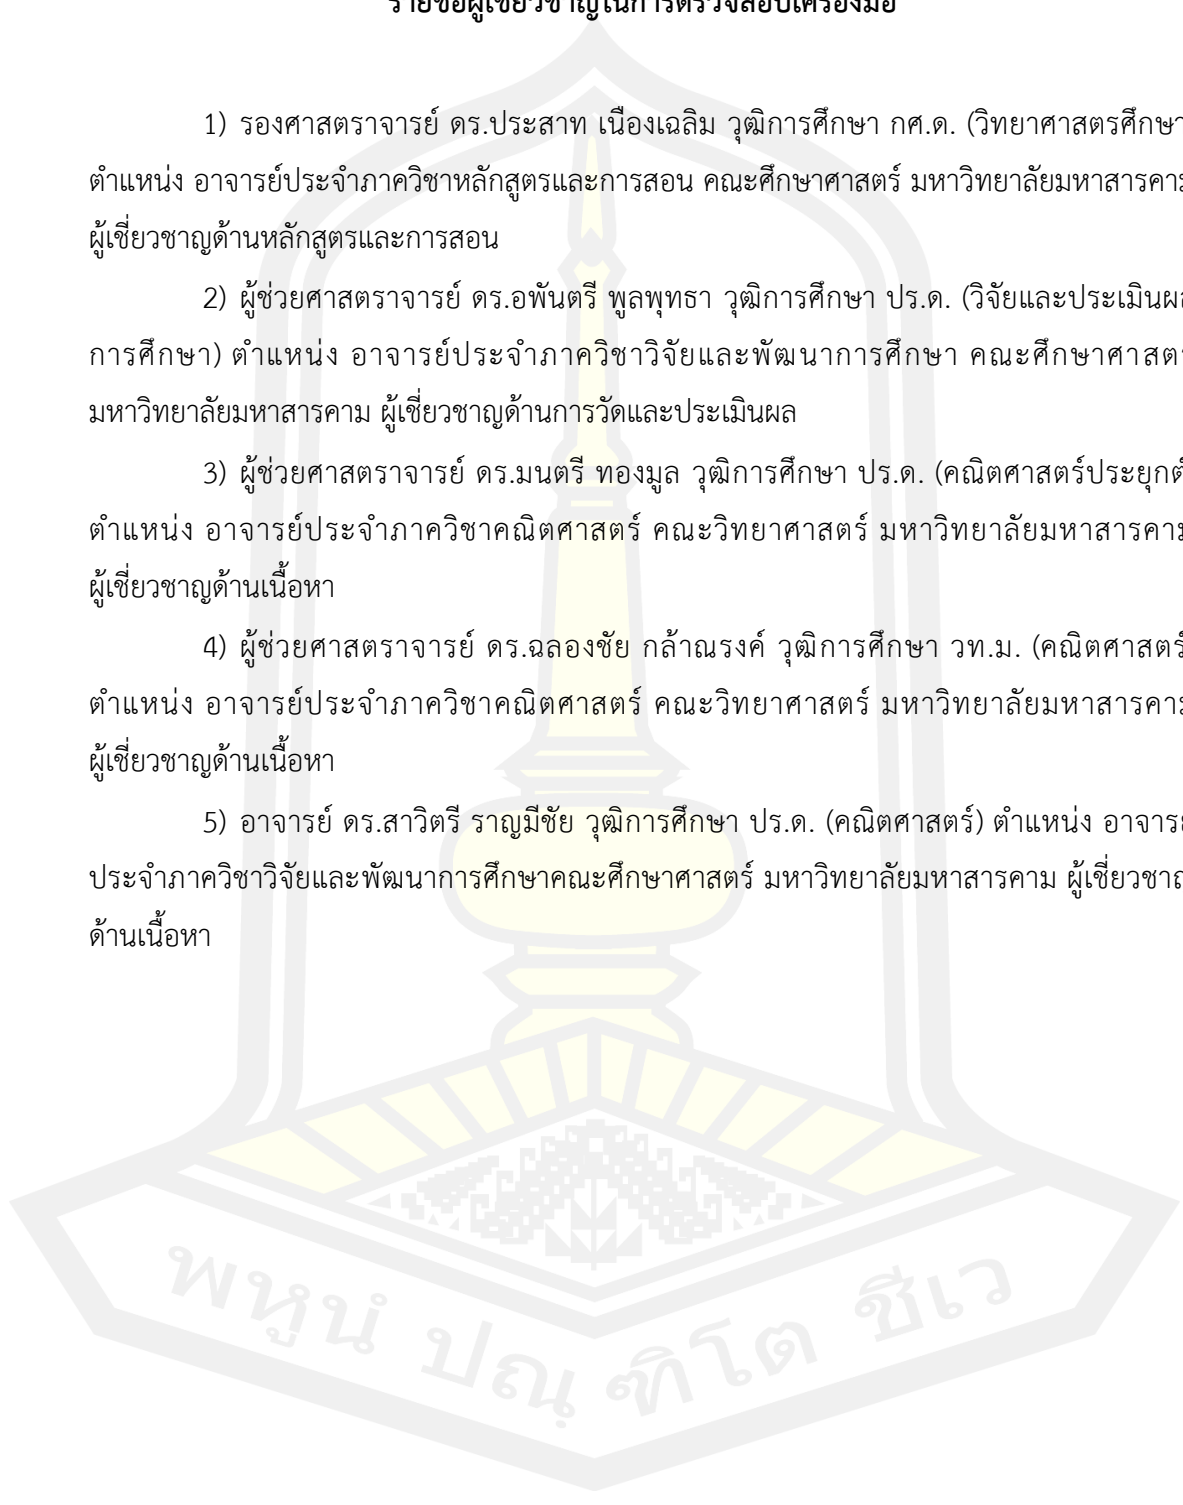 รายชื่อผู้เชี่ยวชาญในการตรวจสอบเครื่องมือ
1) รองศาสตราจารย์ ดร.ประสาท เนืองเฉลิม วุฒิการศึกษา กศ.ด. (วิทยาศาสตรศึกษา
ตำแหน่ง อาจารย์ประจำภาควิชาหลักสูตรและการสอน คณะศึกษาศาสตร์ มหาวิทยาลัยมหาสารคาม
ผู้เชี่ยวชาญด้านหลักสูตรและการสอน
2) ผู้ช่วยศาสตราจารย์ ดร.อพันตรี พูลพุทธา วุฒิการศึกษา ปร.ด. (วิจัยและประเมินผล
การศึกษา) ตำแหน่ง อาจารย์ประจำภาควิชาวิจัยและพัฒนาการศึกษา คณะศึกษาศาสตร
มหาวิทยาลัยมหาสารคาม ผู้เชี่ยวชาญด้านการวัดและประเมินผล
3) ผู้ช่วยศาสตราจารย์ ดร.มนตรี ทองมูล วุฒิการศึกษา ปร.ด. (คณิตศาสตร์ประยุกต์
ตำแหน่ง อาจารย์ประจำภาควิชาคณิตศาสตร์ คณะวิทยาศาสตร์ มหาวิทยาลัยมหาสารคาม
ผู้เชี่ยวชาญด้านเนื้อหา
4) ผู้ช่วยศาสตราจารย์ ดร.ฉลองชัย กล้าณรงค์ วุฒิการศึกษา วท.ม. (คณิตศาสตร์
ตำแหน่ง อาจารย์ประจำภาควิชาคณิตศาสตร์ คณะวิทยาศาสตร์ มหาวิทยาลัยมหาสารคาม
ผู้เชี่ยวชาญด้านเนื้อหา
5) อาจารย์ ดร.สาวิตรี ราญมีชัย วุฒิการศึกษา ปร.ด. (คณิตศาสตร์) ตำแหน่ง อาจารย
ประจำภาควิชาวิจัยและพัฒนาการศึกษาคณะศึกษาศาสตร์ มหาวิทยาลัยมหาสารคาม ผู้เชี่ยวชาญ
ด้านเนื้อหา
พหูนํ ปณฺ ฑิโต ชีเว